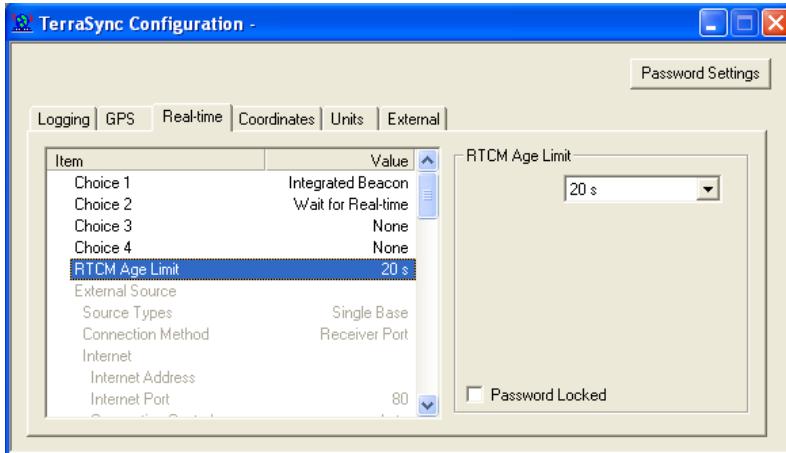 TerraSync Configuration -
Password Settings
Logging GPS Real-time Coordinates Units External
Item Value
Choice 1 Integrated Beacon
Choice 2 Wait for Real-time
Choice 3 None
Choice 4 None
RTCM Age Limit 20 s
External Source
Source Types Single Base
Connection Method Receiver Port
Internet
Internet Address
Internet Port 80
RTCM Age Limit
20 s
Password Locked